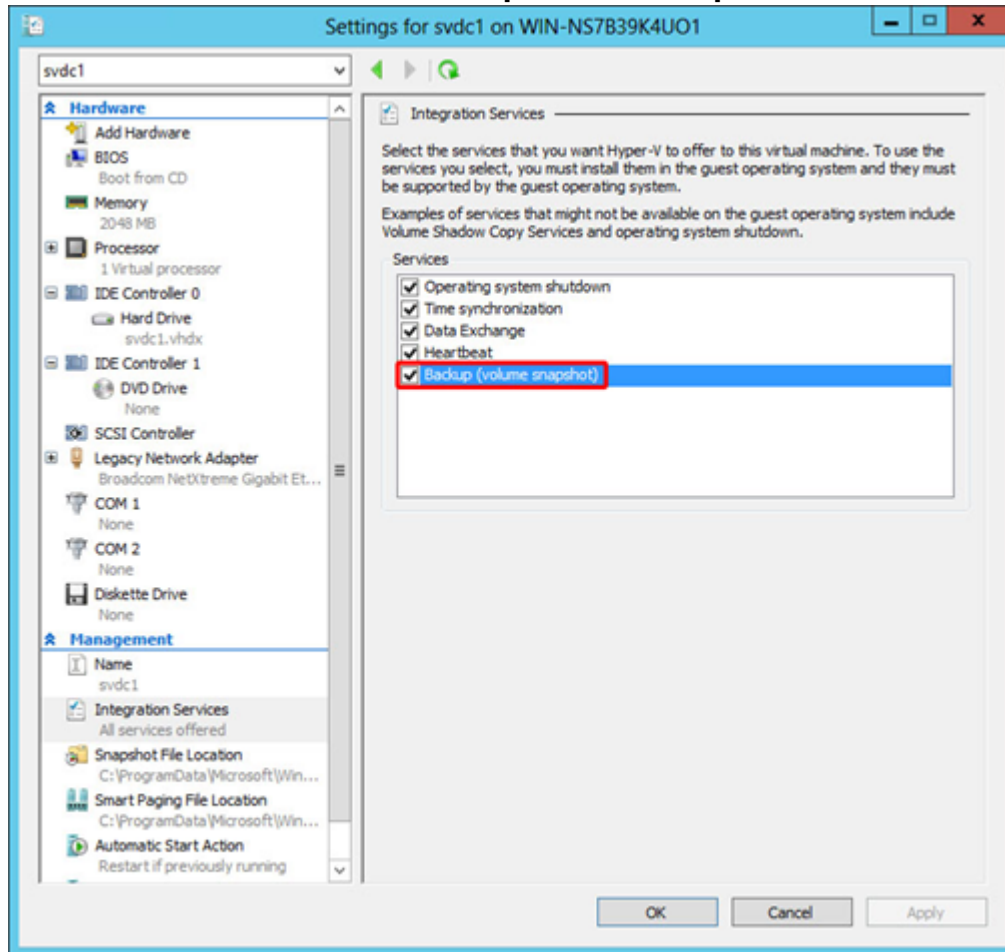 Settings for svdc1 on WIN-NS7B39K4UO1
svdc1
Hardware
Add Hardware
BIOS
Boot from CD
Memory
2048 MB
Processor
1 Virtual processor
IDE Controller 0
Hard Drive
svdc1.vhdx
IDE Controller 1
DVD Drive
None
SCSI Controller
Legacy Network Adapter
Broadcom NetXtreme Gigabit Et...
COM 1
None
COM 2
None
Diskette Drive
None
Management
Name
svdc1
Integration Services
All services offered
Snapshot File Location
C:\ProgramData\Microsoft\Win...
Smart Paging File Location
C:\ProgramData\Microsoft\Win...
Automatic Start Action
Restart if previously running
Integration Services
Select the services that you want Hyper-V to offer to this virtual machine. To use the
services you select, you must install them in the guest operating system and they must
be supported by the guest operating system.
Examples of services that might not be available on the guest operating system include
Volume Shadow Copy Services and operating system shutdown.
Services
Operating system shutdown
Time synchronization
Data Exchange
Heartbeat
Backup (volume snapshot)
OK Cancel Apply